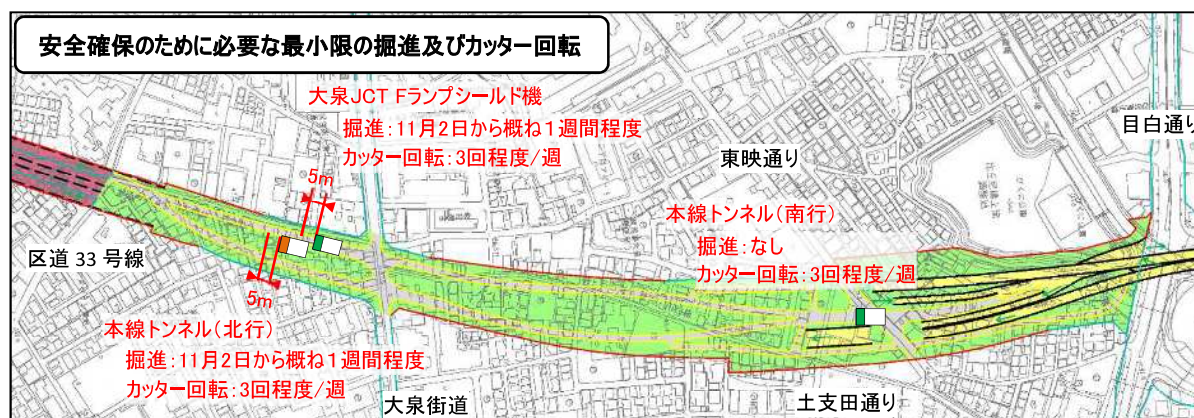 安全確保のために必要な最小限の掘進及びカッター回転
大泉JCT Fランプシールド機
掘進：11月2日から概ね1週間程度
カッター回転：3回程度/週
目白通り
東映通り
5m
本線トンネル(南行)
掘進：なし
カッター回転：3回程度/週
区道 33 号線
5m
本線トンネル(北行)
掘進：11月2日から概ね1週間程度
カッター回転：3回程度/週
大泉街道
土支田通り